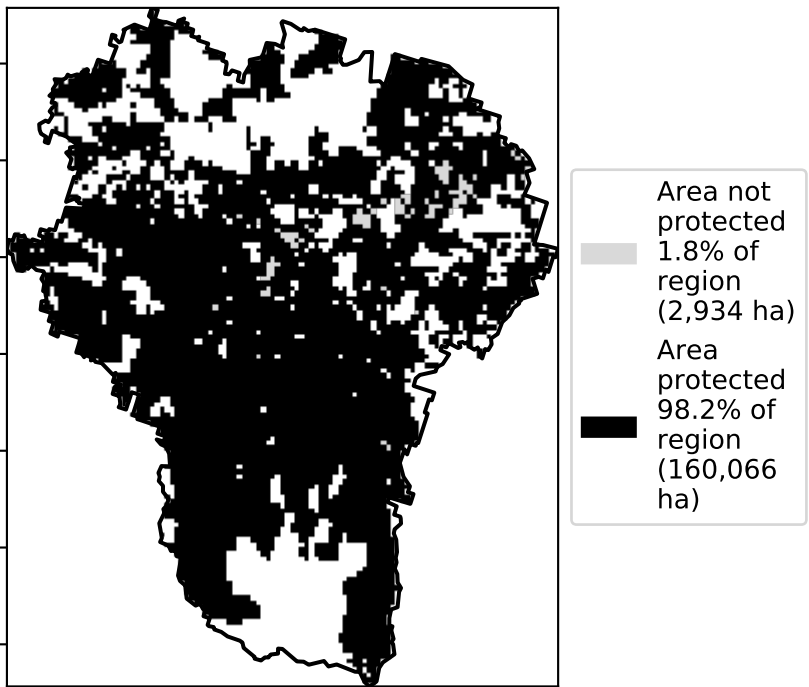 Area not
protected
1.8% of
region
(2,934 ha)
Area
protected
98.2% of
region
(160,066
ha)